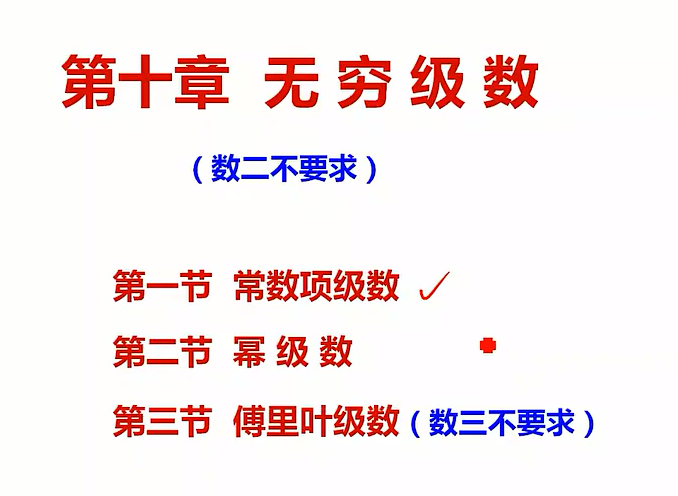 第十章 无穷级数
（数二不要求）
第一节 常数项级数
第二节 幂级数
第三节 傅里叶级数（数三不要求）